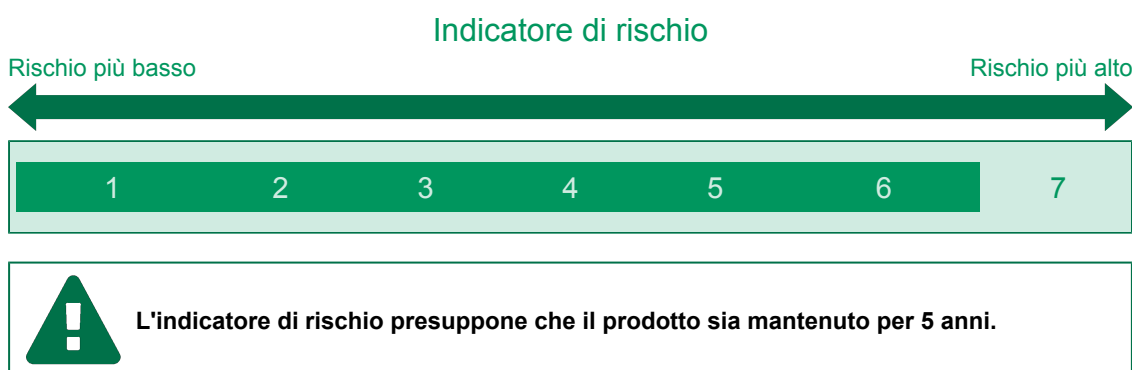 Indicatore di rischio
Rischio più basso Rischio più alto
1 2 3 4 5 6 7
L'indicatore di rischio presuppone che il prodotto sia mantenuto per 5 anni.